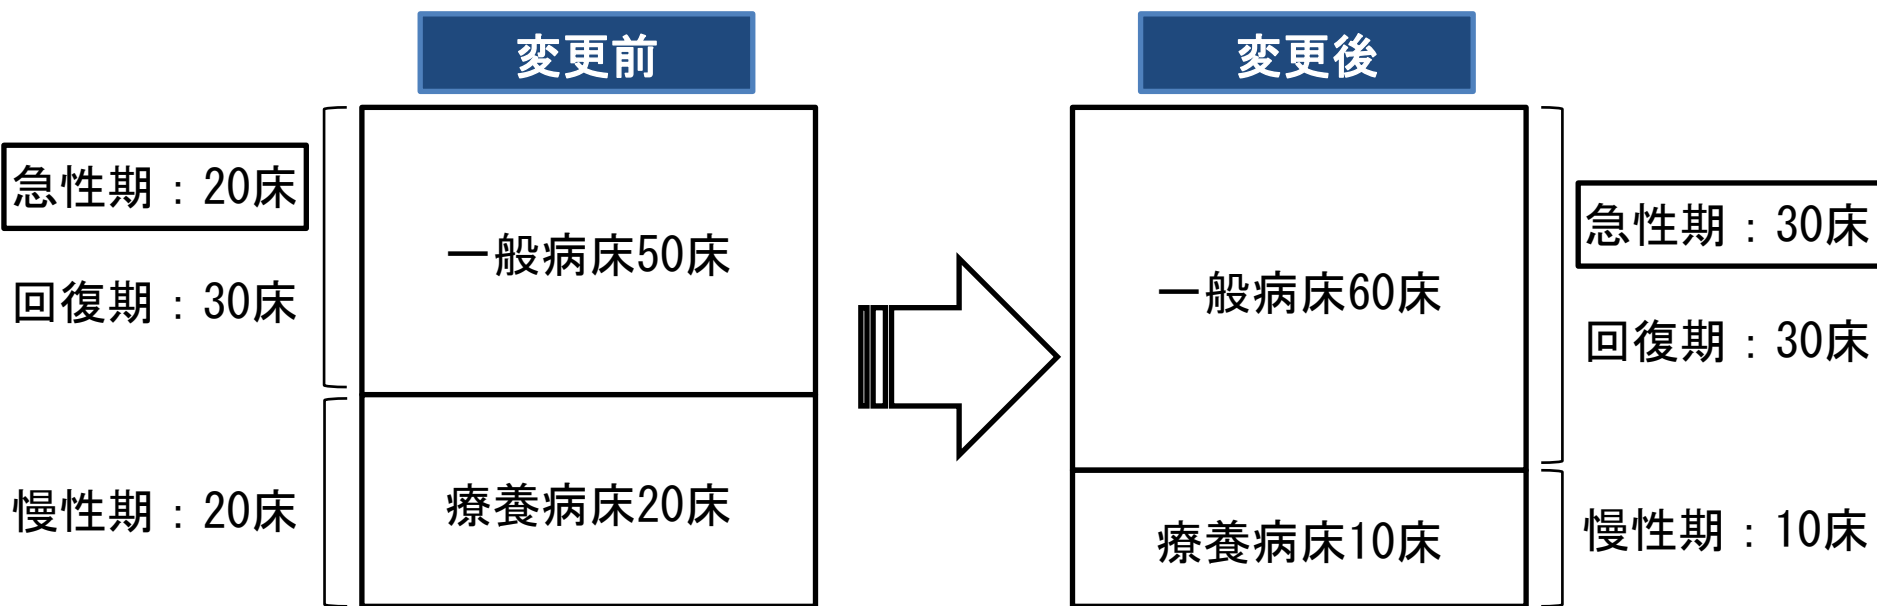 変更前
急性期：20床
回復期：30床
一般病床50床
慢性期：20床
療養病床20床
変更後
一般病床60床
急性期：30床
回復期：30床
療養病床10床
慢性期：10床